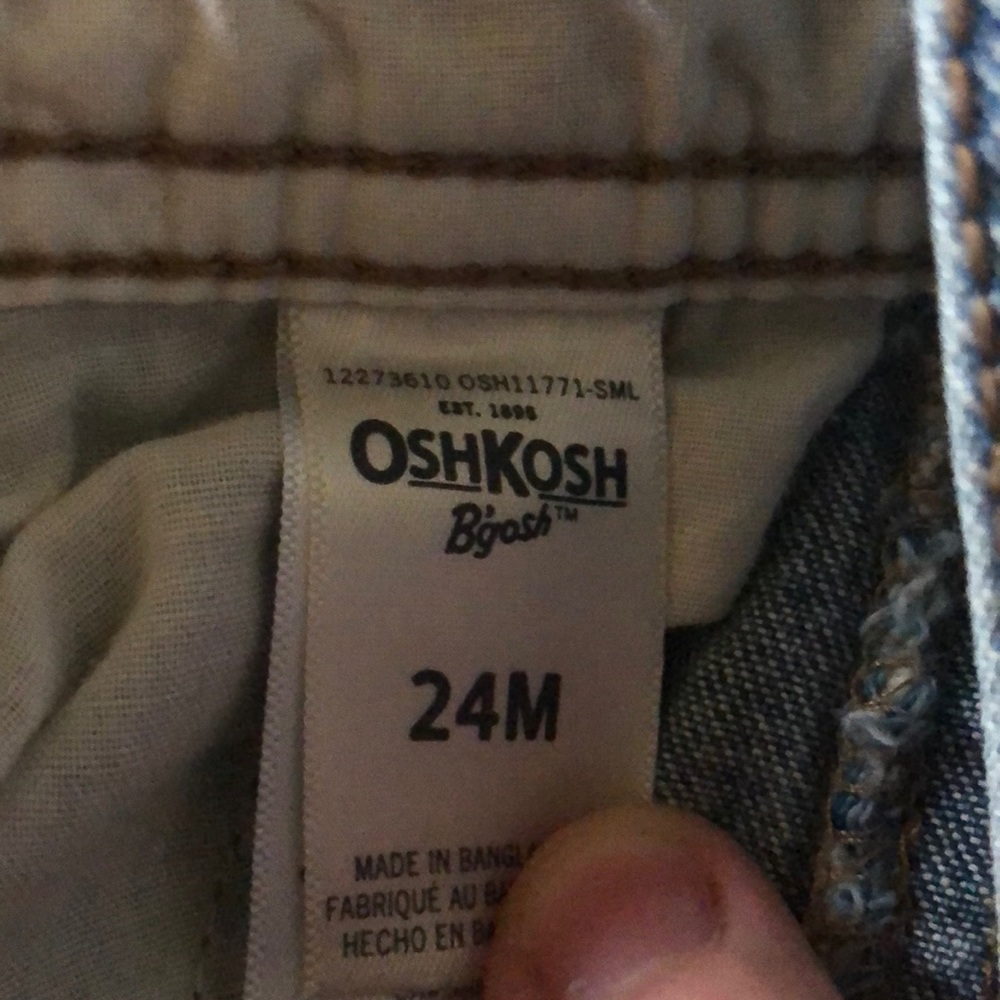 12273610 OSH11771-SML
EST. 1895
OSHKOSH
B'gosh™
24M
MADE IN
FABRIQUÉ AU
HECHO EN